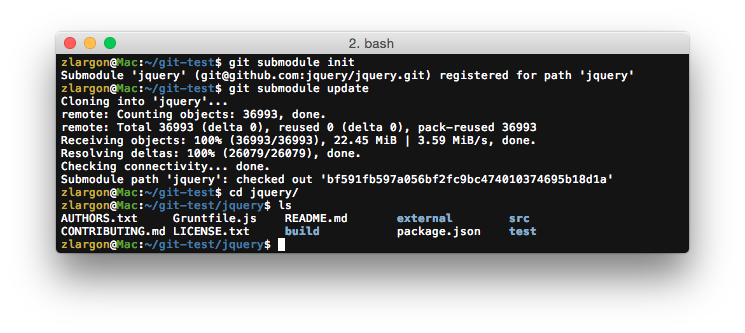 2. bash
zlargon@Mac:~/git-test$ git submodule init
Submodule 'jquery' (git@github.com:jquery/jquery.git) registered for path 'jquery'
zlargon@Mac:~/git-test$ git submodule update
Cloning into 'jquery'...
remote: Counting objects: 36993, done.
remote: Total 36993 (delta 0), reused 0 (delta 0), pack-reused 36993
Receiving objects: 100% (36993/36993), 22.45 MiB | 3.59 MiB/s, done.
Resolving deltas: 100% (26079/26079), done.
Checking connectivity... done.
Submodule path 'jquery': checked out 'bf591fb597a056bf2fc9bc474010374695b18d1a'
zlargon@Mac:~/git-test$ cd jquery/
zlargon@Mac:~/git-test/jquery$ ls
AUTHORS.txt     Gruntfile.js    README.md       external        src
CONTRIBUTING.md LICENSE.txt     build           package.json    test
zlargon@Mac:~/git-test/jquery$